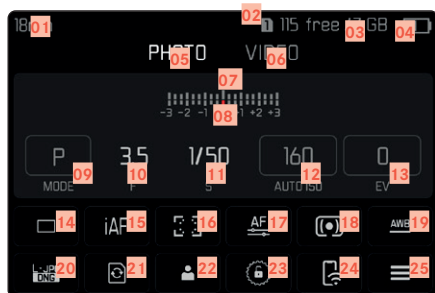 18 01 02 1 115 free 03 GB 04
PHOTO 05 VIDEO 06
07
-3 -2 -1 08 +1 +2 +3
P 09 3.5 10 1/50 11 160 12 0 13
MODE F S AUTO ISO EV
14 iAF 15 16 AF 17 18 AWB 19
L-JPG DNG 20 21 22 23 24 25